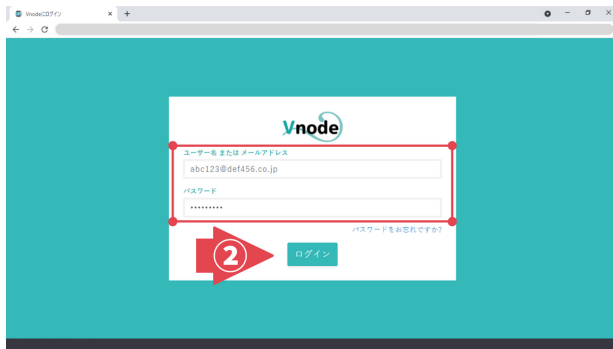 VnodeCDログイン
Vnode
ユーザー名 または メールアドレス
abc123@def456.co.jp
パスワード
•••••••••
パスワードをお忘れですか?
② ログイン